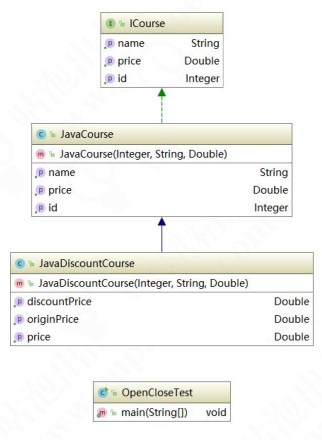 ICourse
name String
price Double
id Integer
JavaCourse
JavaCourse(Integer, String, Double)
name String
price Double
id Integer
JavaDiscountCourse
JavaDiscountCourse(Integer, String, Double)
discountPrice Double
originPrice Double
price Double
OpenCloseTest
main(String[]) void